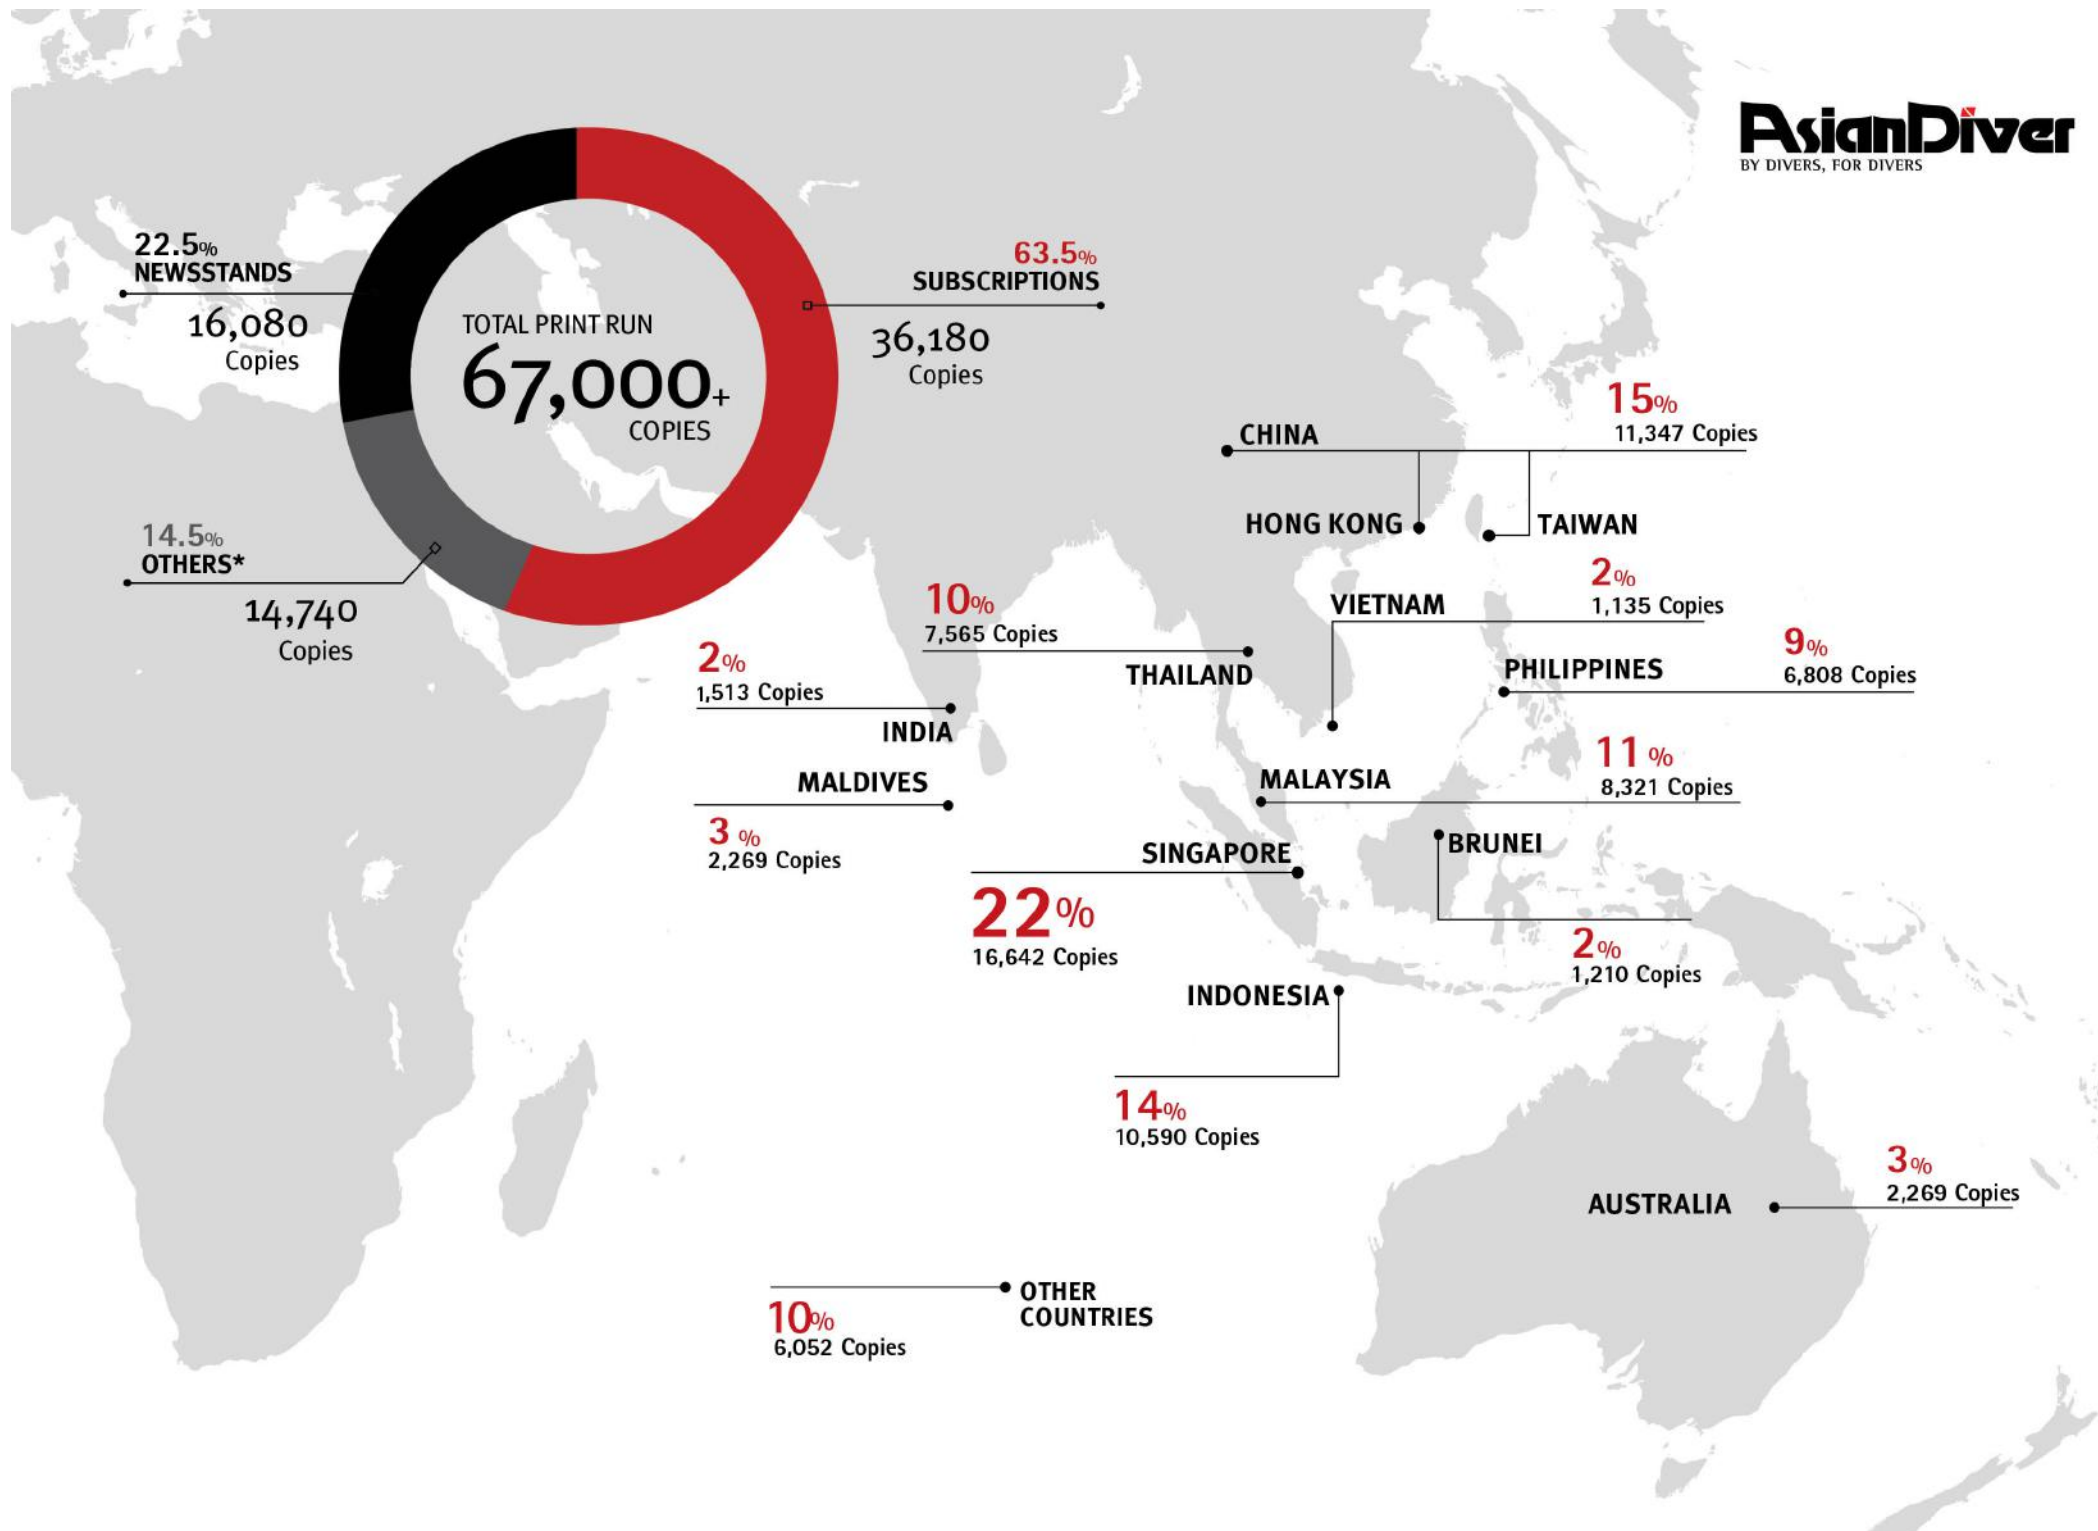 AsianDiver
BY DIVERS, FOR DIVERS
22.5%
NEWSSTANDS
16,080
Copies
TOTAL PRINT RUN
67,000+
COPIES
63.5%
SUBSCRIPTIONS
36,180
Copies
14.5%
OTHERS*
14,740
Copies
15%
CHINA
11,347 Copies
HONG KONG
TAIWAN
2%
VIETNAM
1,135 Copies
10%
7,565 Copies
THAILAND
9%
PHILIPPINES
6,808 Copies
2%
1,513 Copies
INDIA
MALDIVES
3 %
2,269 Copies
11 %
MALAYSIA
8,321 Copies
SINGAPORE
22%
16,642 Copies
BRUNEI
2%
1,210 Copies
INDONESIA
14%
10,590 Copies
3%
2,269 Copies
AUSTRALIA
OTHER
COUNTRIES
10%
6,052 Copies